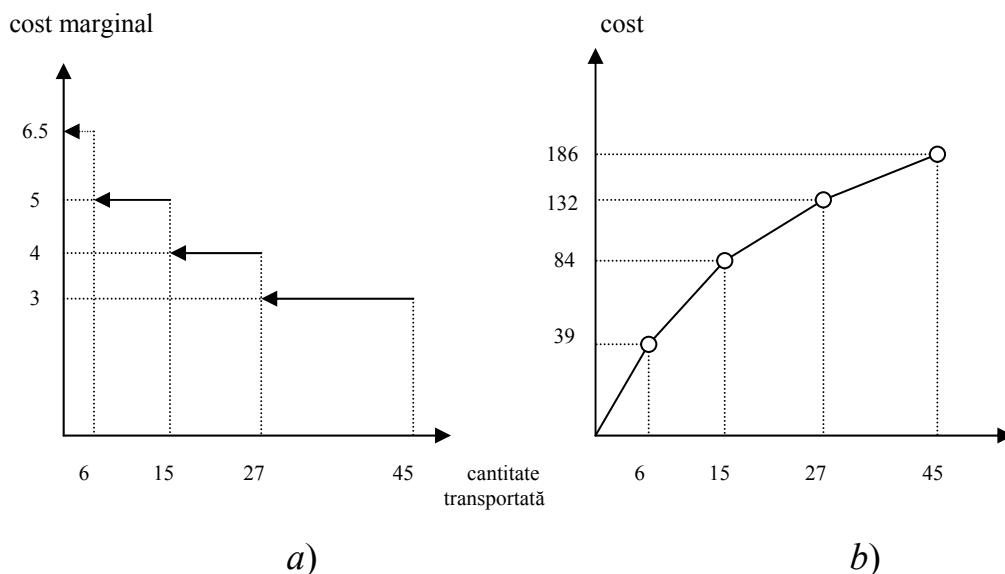 cost marginal
6.5
5
4
3
6 15 27 45
cantitate
transportată
a)
cost
186
132
84
39
6 15 27 45
b)